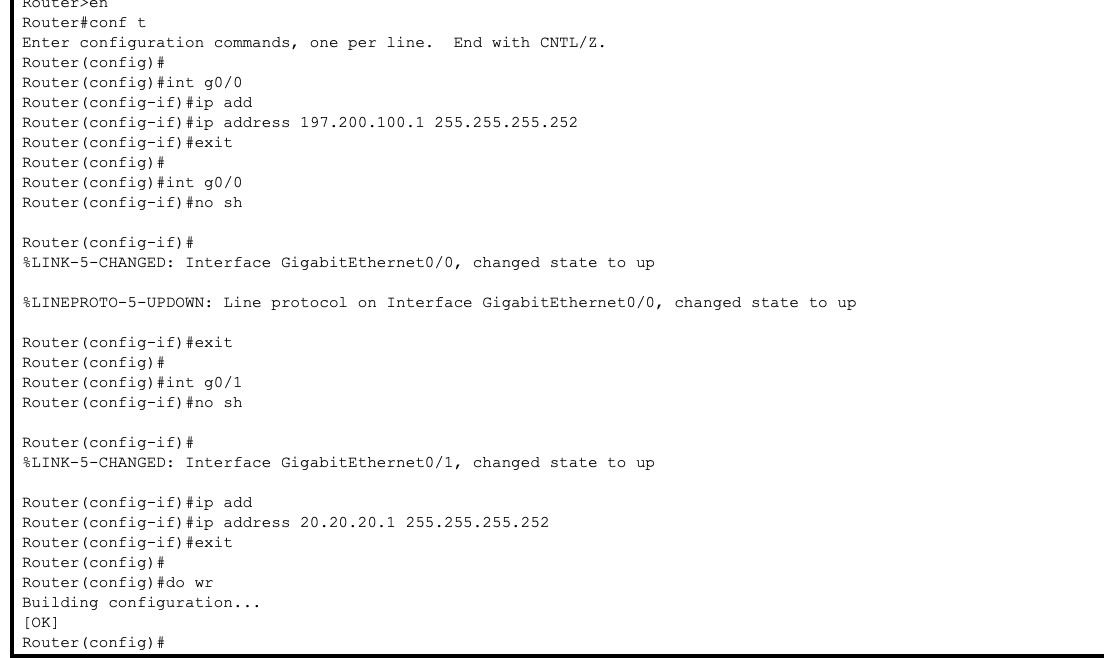 Router>en
Router#conf t
Enter configuration commands, one per line.  End with CNTL/Z.
Router(config)#
Router(config)#int g0/0
Router(config-if)#ip add
Router(config-if)#ip address 197.200.100.1 255.255.255.252
Router(config-if)#exit
Router(config)#
Router(config)#int g0/0
Router(config-if)#no sh
Router(config-if)#
%LINK-5-CHANGED: Interface GigabitEthernet0/0, changed state to up
%LINEPROTO-5-UPDOWN: Line protocol on Interface GigabitEthernet0/0, changed state to up
Router(config-if)#exit
Router(config)#
Router(config)#int g0/1
Router(config-if)#no sh
Router(config-if)#
%LINK-5-CHANGED: Interface GigabitEthernet0/1, changed state to up
Router(config-if)#ip add
Router(config-if)#ip address 20.20.20.1 255.255.255.252
Router(config-if)#exit
Router(config)#
Router(config)#do wr
Building configuration...
[OK]
Router(config)#